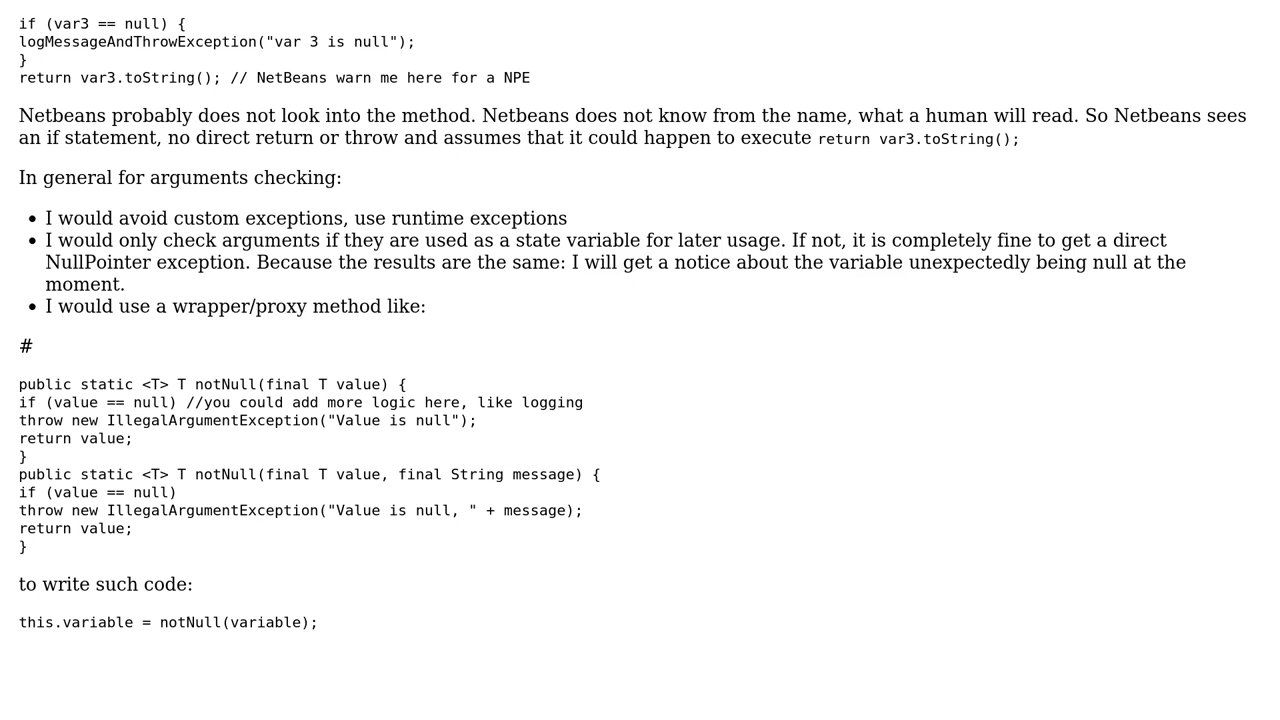 if (var3 == null) {
logMessageAndThrowException("var 3 is null");
}
return var3.toString(); // NetBeans warn me here for a NPE
Netbeans probably does not look into the method. Netbeans does not know from the name, what a human will read. So Netbeans sees
an if statement, no direct return or throw and assumes that it could happen to execute return var3.toString();
In general for arguments checking:
• I would avoid custom exceptions, use runtime exceptions
• I would only check arguments if they are used as a state variable for later usage. If not, it is completely fine to get a direct
NullPointer exception. Because the results are the same: I will get a notice about the variable unexpectedly being null at the
moment.
• I would use a wrapper/proxy method like:
#
public static <T> T notNull(final T value) {
if (value == null) //you could add more logic here, like logging
throw new IllegalArgumentException("Value is null");
return value;
}
public static <T> T notNull(final T value, final String message) {
if (value == null)
throw new IllegalArgumentException("Value is null, " + message);
return value;
}
to write such code:
this.variable = notNull(variable);